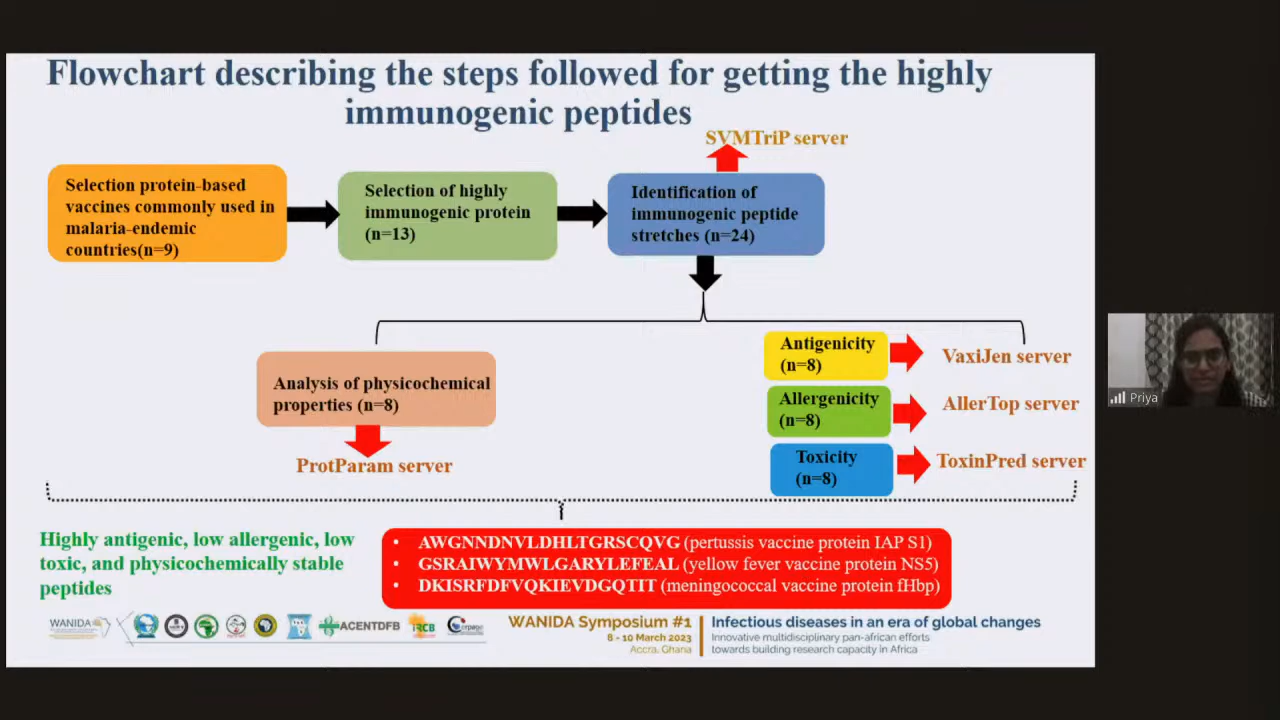 Flowchart describing the steps followed for getting the highly
immunogenic peptides
SVMTriP server
Selection protein-based
vaccines commonly used in
malaria-endemic
countries(n=9)
Selection of highly
immunogenic protein
(n=13)
Identification of
immunogenic peptide
stretches (n=24)
Analysis of physicochemical
properties (n=8)
ProtParam server
Antigenicity
(n=8)
VaxiJen server
Allergenicity
(n=8)
AllerTop server
Toxicity
(n=8)
ToxinPred server
Highly antigenic, low allergenic, low
toxic, and physicochemically stable
peptides
• AWGNNDNVLDHLTGRSCQVG (pertussis vaccine protein IAP S1)
• GSRAIWYMWLGARYLEFEAL (yellow fever vaccine protein NS5)
• DKISRFDFVQKIEVDGQTIT (meningococcal vaccine protein fHbp)
WANIDA
ACENTDFB
IRCB
WANIDA Symposium #1
8 - 10 March 2023
Accra, Ghana
Infectious diseases in an era of global changes
Innovative multidisciplinary pan-african efforts
towards building research capacity in Africa
Priya